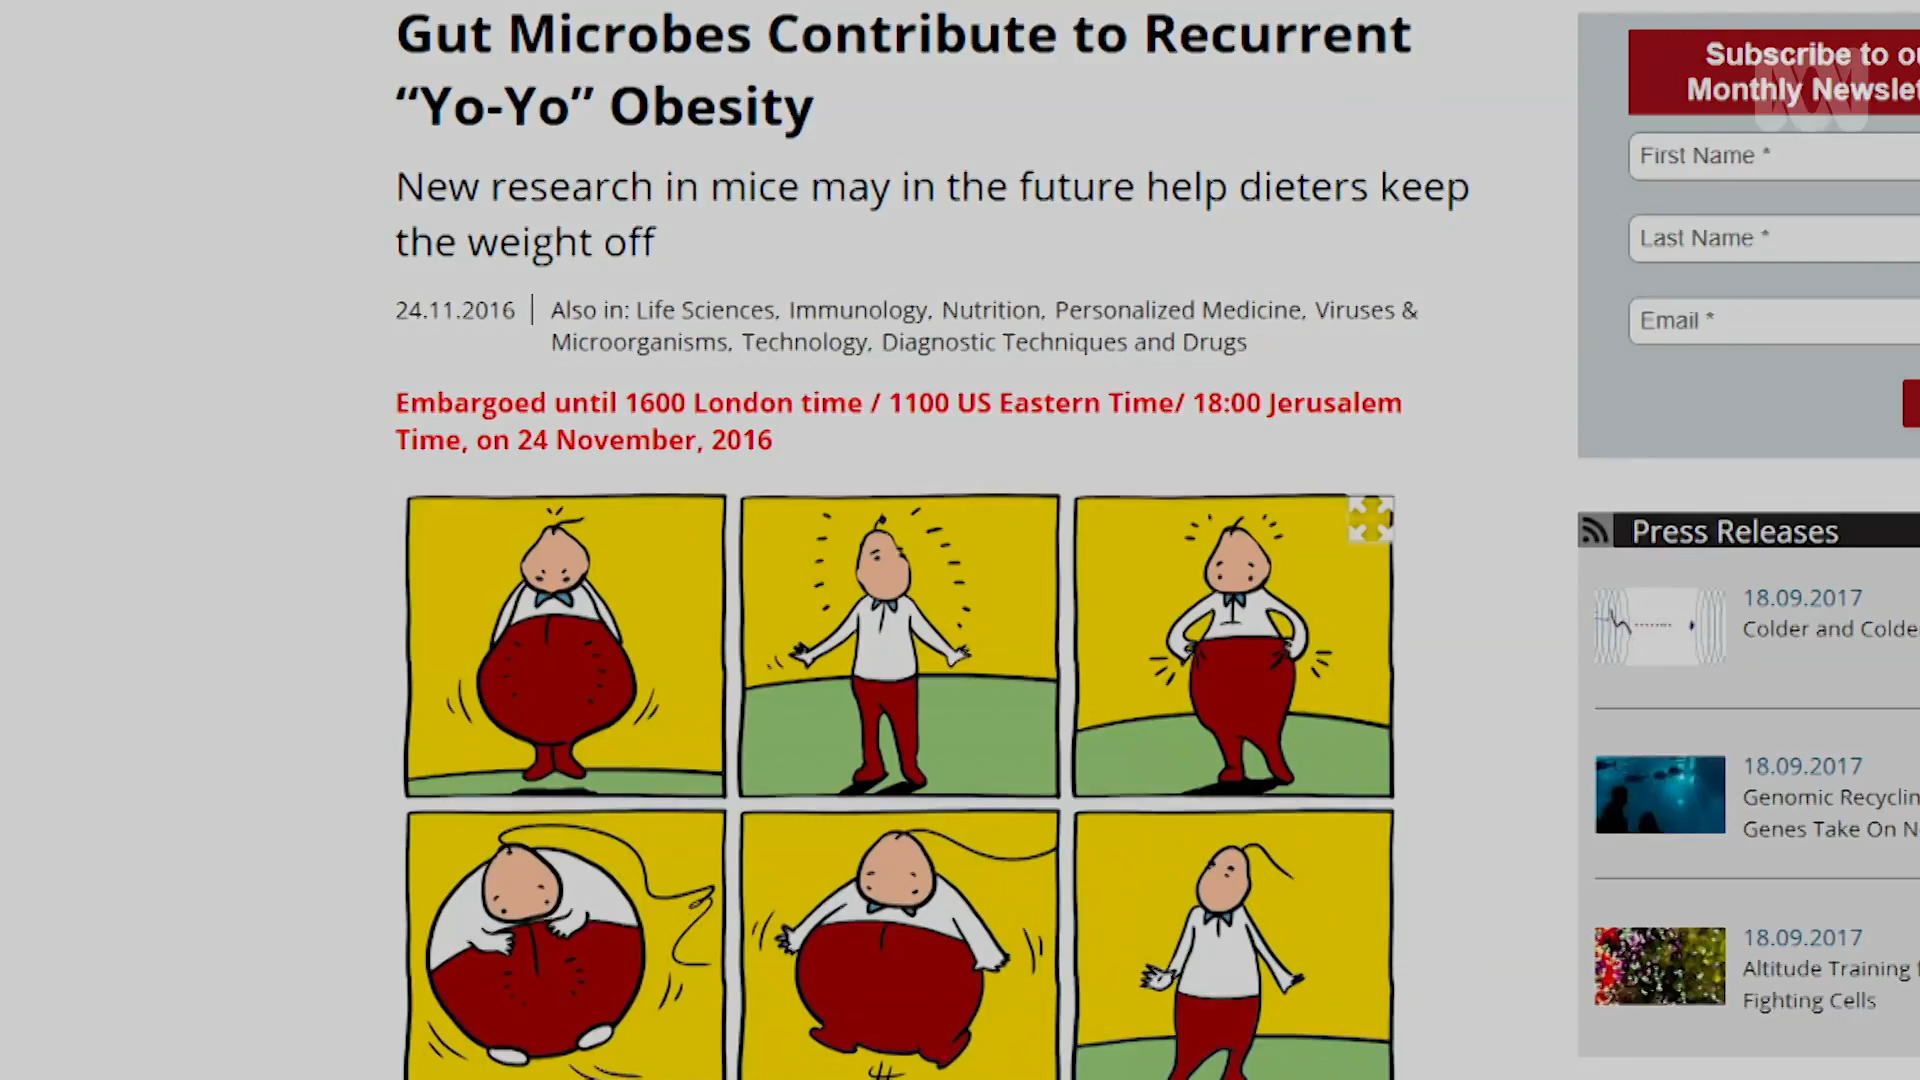 Gut Microbes Contribute to Recurrent
“Yo-Yo” Obesity
New research in mice may in the future help dieters keep
the weight off
24.11.2016
Also in: Life Sciences, Immunology, Nutrition, Personalized Medicine, Viruses &
Microorganisms, Technology, Diagnostic Techniques and Drugs
Embargoed until 1600 London time / 1100 US Eastern Time/ 18:00 Jerusalem
Time, on 24 November, 2016
Subscribe to
Monthly
First Name *
Last Name *
Email *
Press Releases
18.09.2017
Colder and
18.09.2017
Genomic
Genes Take On
18.09.2017
Altitude Training
Fighting Cells